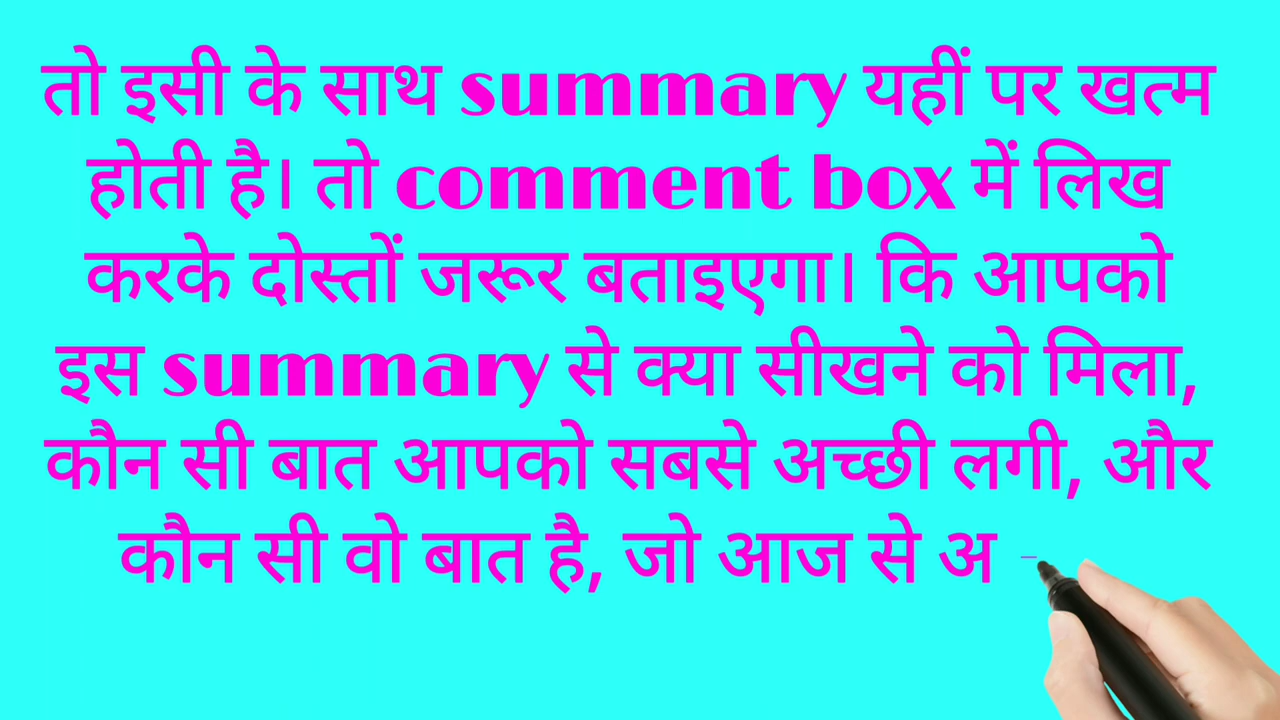 तो इसी के साथ summary यहीं पर खत्म
होती है। तो comment box में लिख
करके दोस्तों जरूर बताइएगा। कि आपको
इस summary से क्या सीखने को मिला,
कौन सी बात आपको सबसे अच्छी लगी, और
कौन सी वो बात है, जो आज से अ